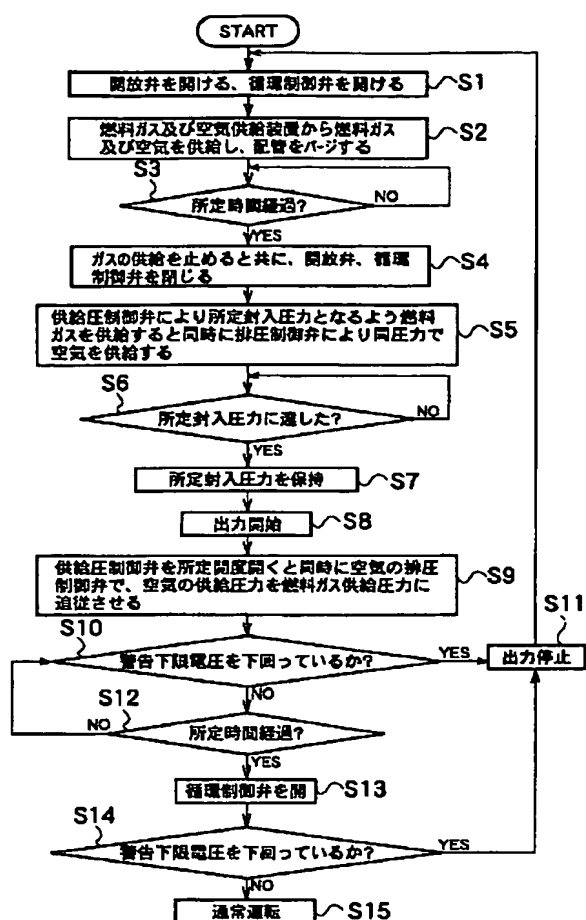 START
開放弁を開ける、循環制御弁を開ける
S1
燃料ガス及び空気供給装置から燃料ガス
及び空気を供給し、配管をパージする
S2
S3
所定時間経過?
NO
YES
ガスの供給を止めると共に、開放弁、循環
制御弁を閉じる
S4
供給圧制御弁により所定封入圧力となるよう燃料
ガスを供給すると同時に排圧制御弁により同圧力で
空気を供給する
S5
S6
所定封入圧力に達した?
NO
YES
所定封入圧力を保持
S7
出力開始
S8
供給圧制御弁を所定開度開くと同時に空気の排圧
制御弁で、空気の供給圧力を燃料ガス供給圧力に
追従させる
S9
S10
警告下限電圧を下回っているか?
YES
S11
出力停止
NO
S12
所定時間経過?
NO
YES
循環制御弁を開
S13
S14
警告下限電圧を下回っているか?
YES
NO
通常運転
S15